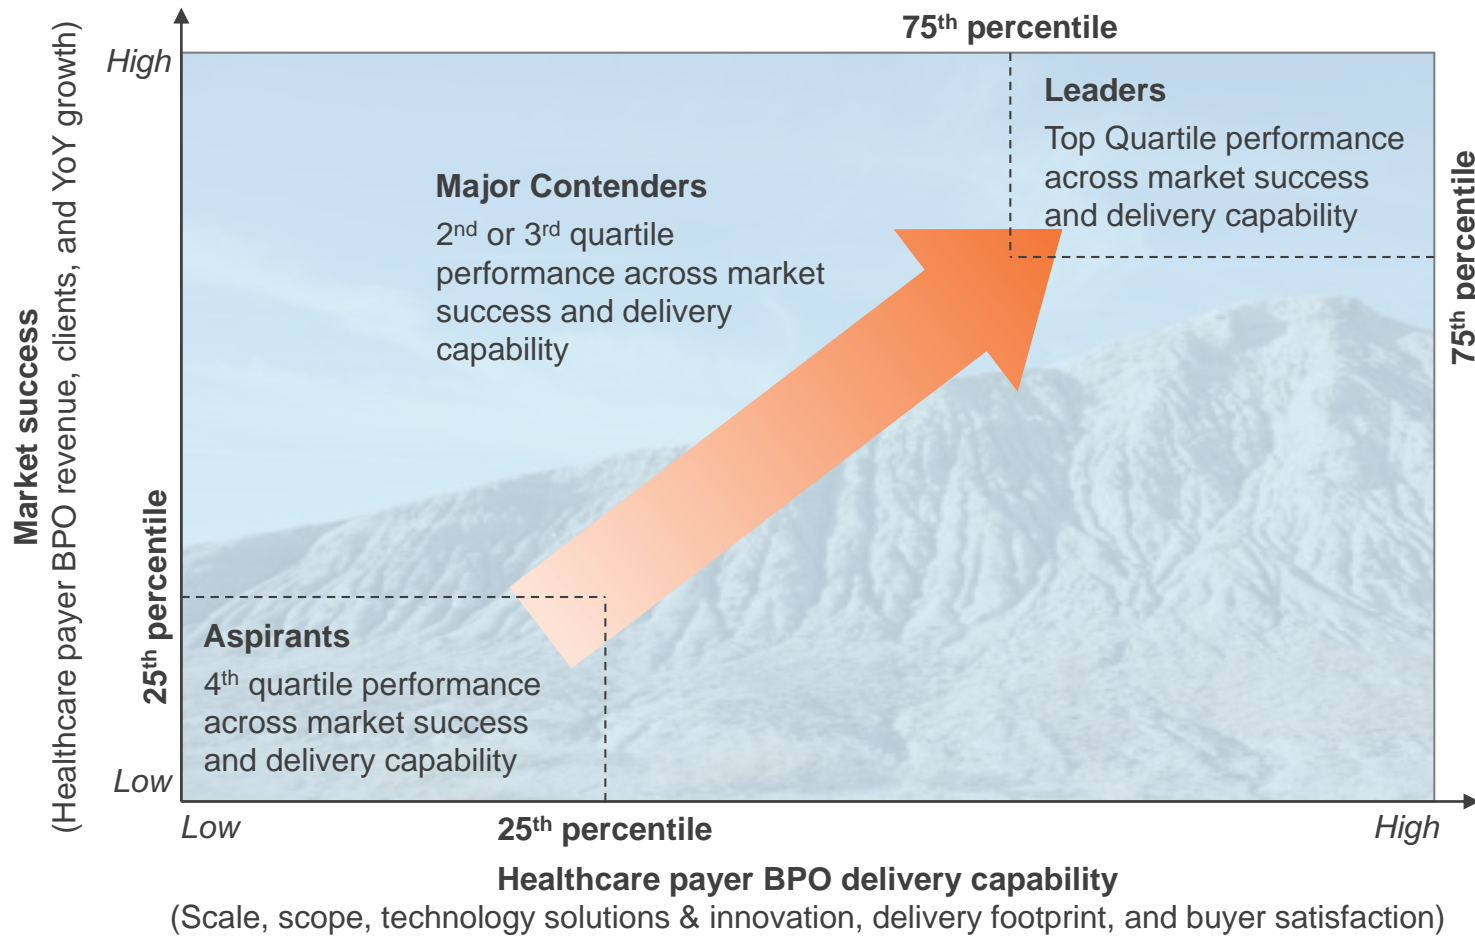 75th percentile
High
Leaders
Top Quartile performance
across market success
and delivery capability
Major Contenders
2nd or 3rd quartile
performance across market
success and delivery
capability
75th percentile
Market success
(Healthcare payer BPO revenue, clients, and YoY growth)
25th percentile
Aspirants
4th quartile performance
across market success
and delivery capability
Low
Low
25th percentile
High
Healthcare payer BPO delivery capability
(Scale, scope, technology solutions & innovation, delivery footprint, and buyer satisfaction)